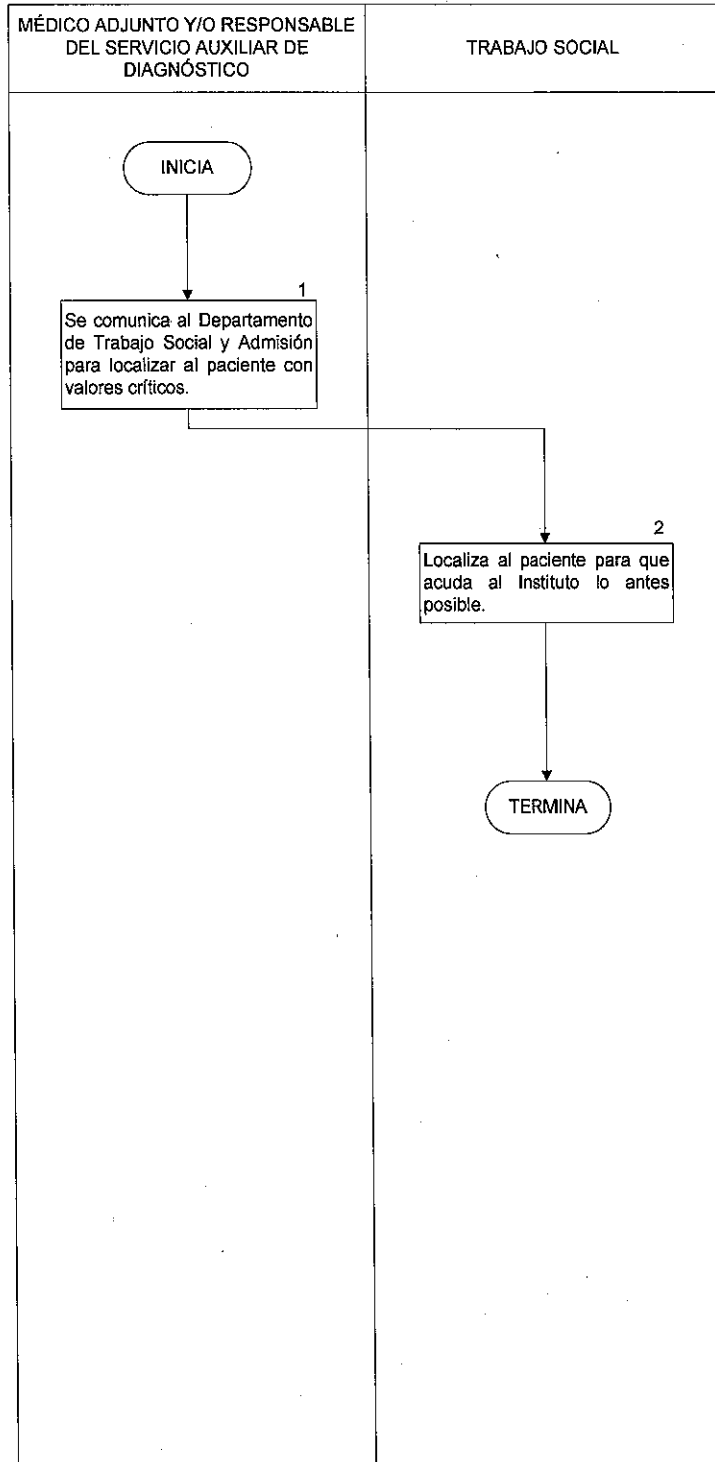 MÉDICO ADJUNTO Y/O RESPONSABLE
DEL SERVICIO AUXILIAR DE
DIAGNÓSTICO
TRABAJO SOCIAL
INICIA
1
Se comunica al Departamento
de Trabajo Social y Admisión
para localizar al paciente con
valores críticos.
2
Localiza al paciente para que
acuda al Instituto lo antes
posible.
TERMINA